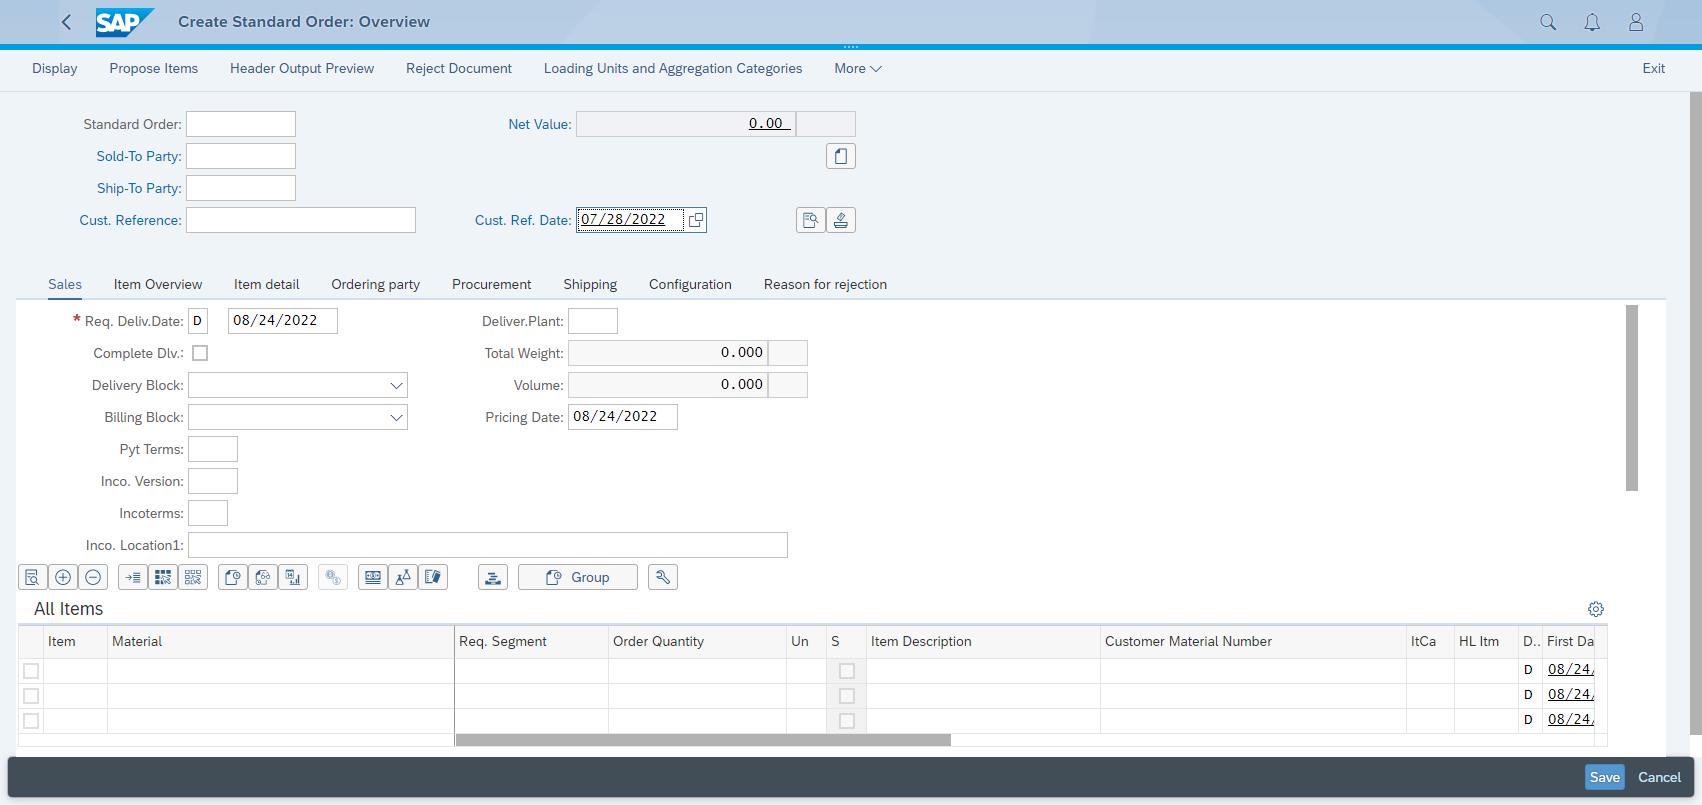 SAP Create Standard Order: Overview
Display Propose Items Header Output Preview Reject Document Loading Units and Aggregation Categories More Exit
Standard Order: Net Value: 0.00
Sold-To Party:
Ship-To Party:
Cust. Reference: Cust. Ref. Date: 07/28/2022
Sales Item Overview Item detail Ordering party Procurement Shipping Configuration Reason for rejection
* Req. Deliv.Date: D 08/24/2022 Deliver.Plant:
Complete Dlv.: Total Weight: 0.000
Delivery Block: Volume: 0.000
Billing Block: Pricing Date: 08/24/2022
Pyt Terms:
Inco. Version:
Incoterms:
Inco. Location1:
Group
All Items
Item Material Req. Segment Order Quantity Un S Item Description Customer Material Number ItCa HL Itm D.. First Da
D 08/24/
D 08/24/
D 08/24/
Save Cancel